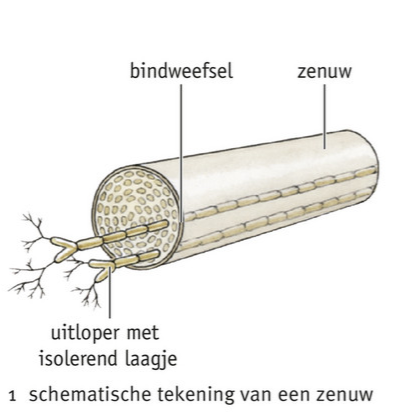 bindweefsel
zenuw
uitloper met
isolerend laagje
1 schematische tekening van een zenuw